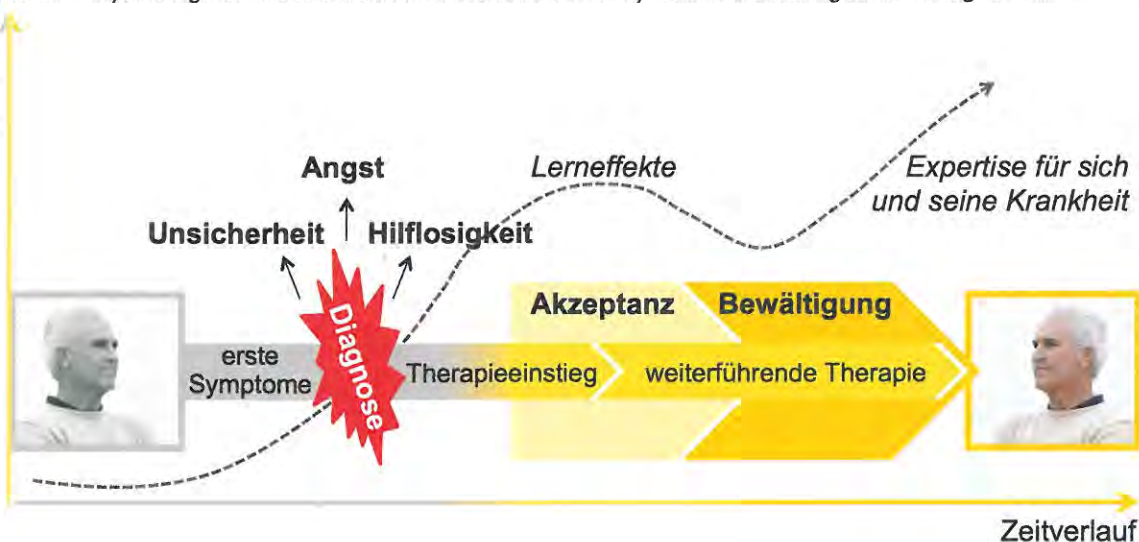 Angst
Lerneffekte
Expertise für sich
und seine Krankheit
Unsicherheit
Hilflosigkeit
Diagnose
Akzeptanz
Bewältigung
erste
Symptome
Therapieeinstieg
weiterführende Therapie
Zeitverlauf